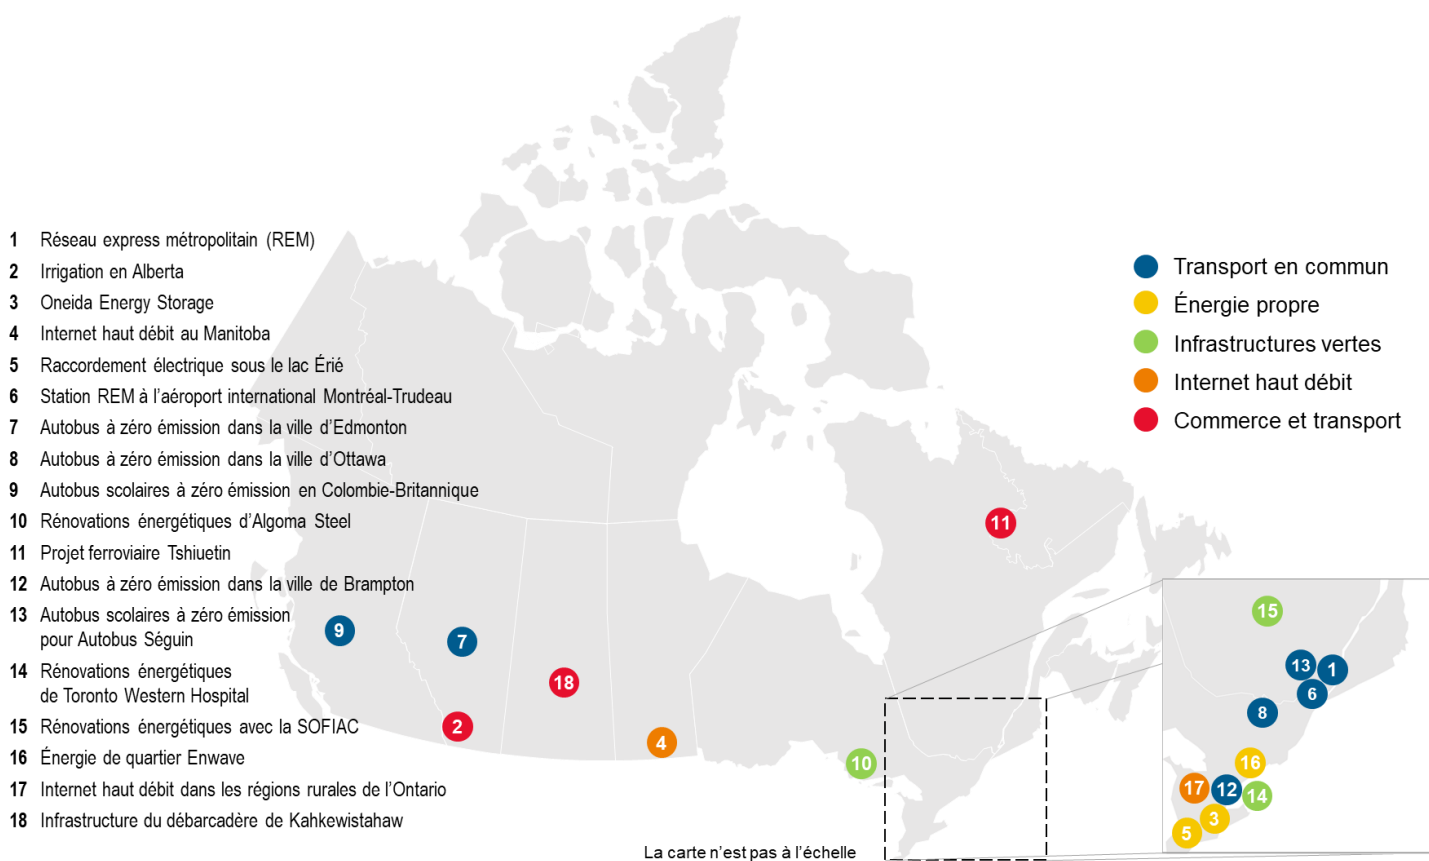 1 Réseau express métropolitain (REM)
2 Irrigation en Alberta
3 Oneida Energy Storage
4 Internet haut débit au Manitoba
5 Raccordement électrique sous le lac Érié
6 Station REM à l'aéroport international Montréal-Trudeau
7 Autobus à zéro émission dans la ville d'Edmonton
8 Autobus à zéro émission dans la ville d'Ottawa
9 Autobus scolaires à zéro émission en Colombie-Britannique
10 Rénovations énergétiques d'Algoma Steel
11 Projet ferroviaire Tshiuetin
12 Autobus à zéro émission dans la ville de Brampton
13 Autobus scolaires à zéro émission
pour Autobus Séguin
14 Rénovations énergétiques
de Toronto Western Hospital
15 Rénovations énergétiques avec la SOFIAC
16 Énergie de quartier Enwave
17 Internet haut débit dans les régions rurales de l'Ontario
18 Infrastructure du débarcadère de Kahkewistahaw
Transport en commun
Énergie propre
Infrastructures vertes
Internet haut débit
Commerce et transport
11
9
7
18
2
4
10
15
13
1
6
8
16
17
12
14
3
5
La carte n'est pas à l'échelle